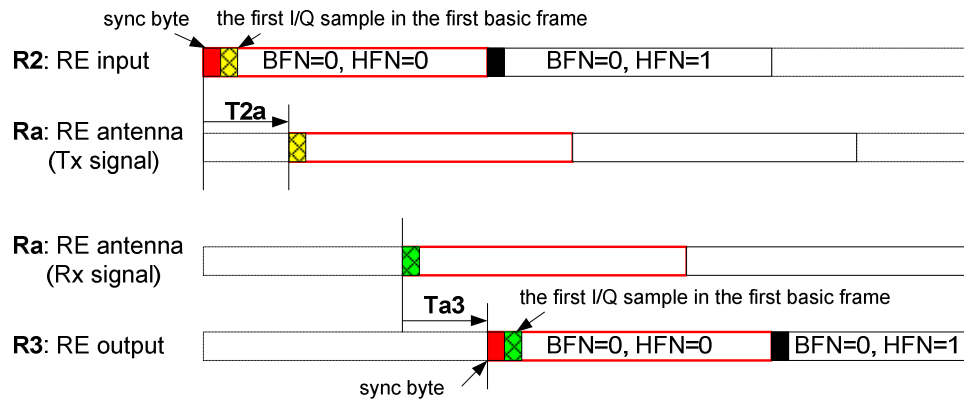 sync byte the first I/Q sample in the first basic frame
R2: RE input BFN=0, HFN=0 BFN=0, HFN=1
T2a
Ra: RE antenna
(Tx signal)
Ra: RE antenna
(Rx signal)
Ta3 the first I/Q sample in the first basic frame
R3: RE output BFN=0, HFN=0 BFN=0, HFN=1
sync byte